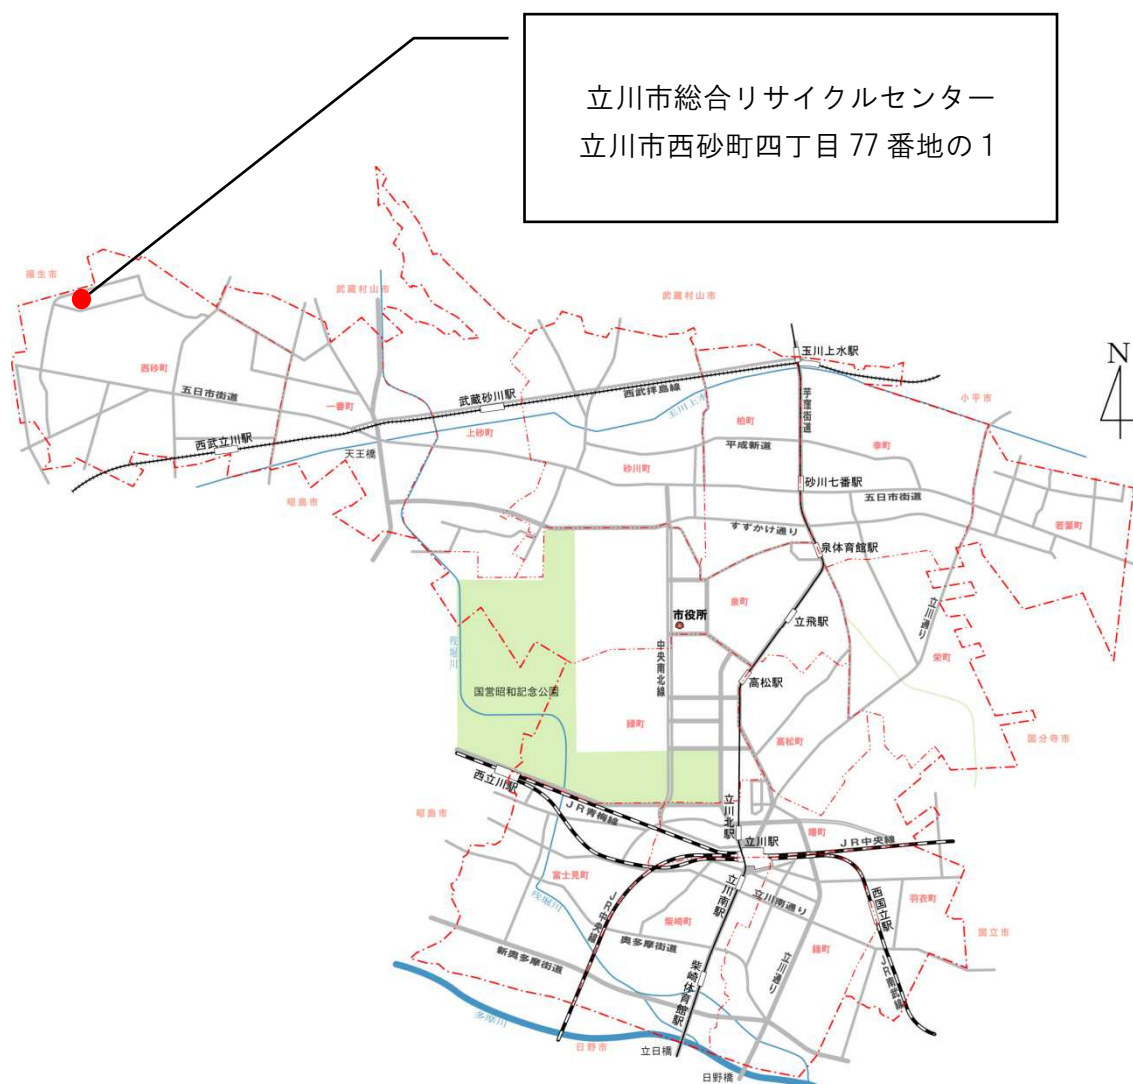 立川市総合リサイクルセンター
立川市西砂町四丁目 77 番地の 1
福生市
武蔵村山市
武蔵村山市
N
玉川上水駅
西砂町
五日市街道
一番町
武蔵砂川駅
西武拝島線
玉川上水
芋窪街道
小平市
上砂町
柏町
平成新道
幸町
西武立川駅
天王橋
砂川町
砂川七番駅
五日市街道
昭島市
すずかけ通り
若葉町
泉体育館駅
泉町
立川通り
市役所
立飛駅
残堀川
中央南北線
栄町
国営昭和記念公園
高松駅
緑町
高松町
国分寺市
西立川駅
昭島市
JR青梅線
立川北駅
曙町
立川駅
JR中央線
富士見町
立川南駅
立川南通り
西国立駅
羽衣町
残堀川
JR中央線
柴崎町
国立市
奥多摩街道
錦町
新奥多摩街道
立川通り
JR南武線
柴崎体育館駅
多摩川
日野市
立日橋
日野橋